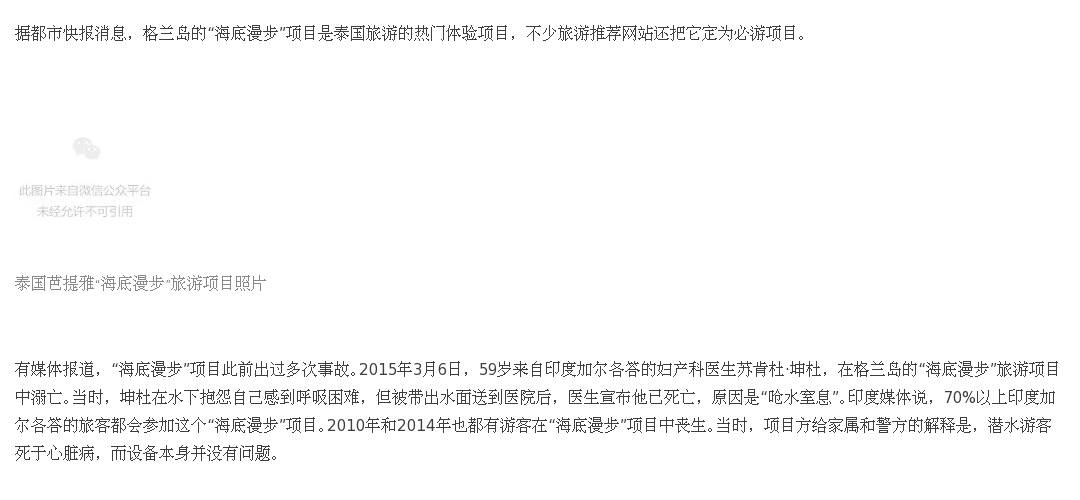 据都市快报消息，格兰岛的“海底漫步”项目是泰国旅游的热门体验项目，不少旅游推荐网站还把它定为必游项目。
此图片来自微信公众平台
未经允许不可引用
泰国芭提雅“海底漫步”旅游项目照片
有媒体报道，“海底漫步”项目此前出过多次事故。2015年3月6日，59岁来自印度加尔各答的妇产科医生苏肯杜·坤杜，在格兰岛的“海底漫步”旅游项目
中溺亡。当时，坤杜在水下抱怨自己感到呼吸困难，但被带出水面送到医院后，医生宣布他已死亡，原因是“呛水室息”。印度媒体说，70%以上印度加
尔各答的旅客都会参加这个“海底漫步”项目。2010年和2014年也都有游客在“海底漫步”项目中丧生。当时，项目方给家属和警方的解释是，潜水游客
死于心脏病，而设备本身并没有问题。